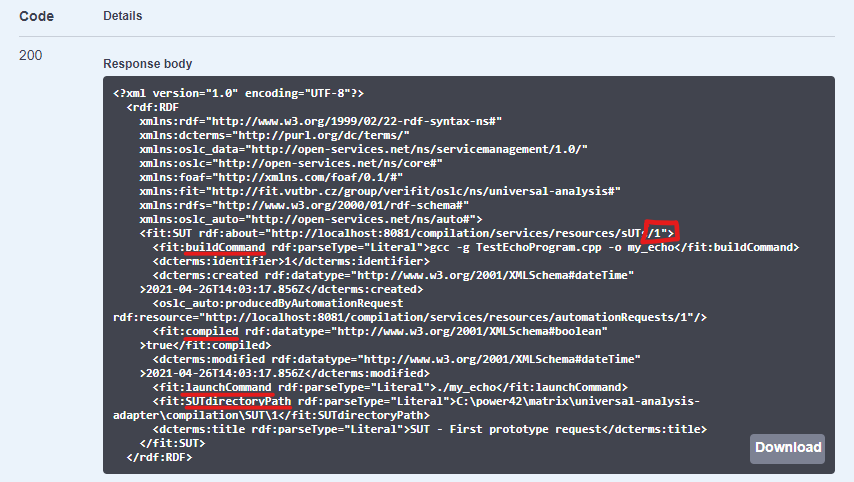 Code Details
200
Response body
<?xml version="1.0" encoding="UTF-8"?>
<rdf:RDF
xmlns:rdf="http://www.w3.org/1999/02/22-rdf-syntax-ns#"
xmlns:dcterms="http://purl.org/dc/terms/"
xmlns:oslc_data="http://open-services.net/ns/servicemanagement/1.0/"
xmlns:oslc="http://open-services.net/ns/core#"
xmlns:foaf="http://xmlns.com/foaf/0.1/#"
xmlns:fit="http://fit.vutbr.cz/group/verifit/oslc/ns/universal-analysis#"
xmlns:rdfs="http://www.w3.org/2000/01/rdf-schema#"
xmlns:oslc_auto="http://open-services.net/ns/auto#">
<fit:SUT rdf:about="http://localhost:8081/compilation/services/resources/sUTs/1">
<fit:buildCommand rdf:parseType="Literal">gcc -g TestEchoProgram.cpp -o my_echo</fit:buildCommand>
<dcterms:identifier>1</dcterms:identifier>
<dcterms:created rdf:datatype="http://www.w3.org/2001/XMLSchema#dateTime"
>2021-04-26T14:03:17.856Z</dcterms:created>
<oslc_auto:producedByAutomationRequest
rdf:resource="http://localhost:8081/compilation/services/resources/automationRequests/1"/>
<fit:compiled rdf:datatype="http://www.w3.org/2001/XMLSchema#boolean"
>true</fit:compiled>
<dcterms:modified rdf:datatype="http://www.w3.org/2001/XMLSchema#dateTime"
>2021-04-26T14:03:17.856Z</dcterms:modified>
<fit:launchCommand rdf:parseType="Literal">./my_echo</fit:launchCommand>
<fit:SUTdirectoryPath rdf:parseType="Literal">C:\power42\matrix\universal-analysis-
adapter\compilation\SUT\1</fit:SUTdirectoryPath>
<dcterms:title rdf:parseType="Literal">SUT - First prototype request</dcterms:title>
</fit:SUT>
</rdf:RDF>
Download